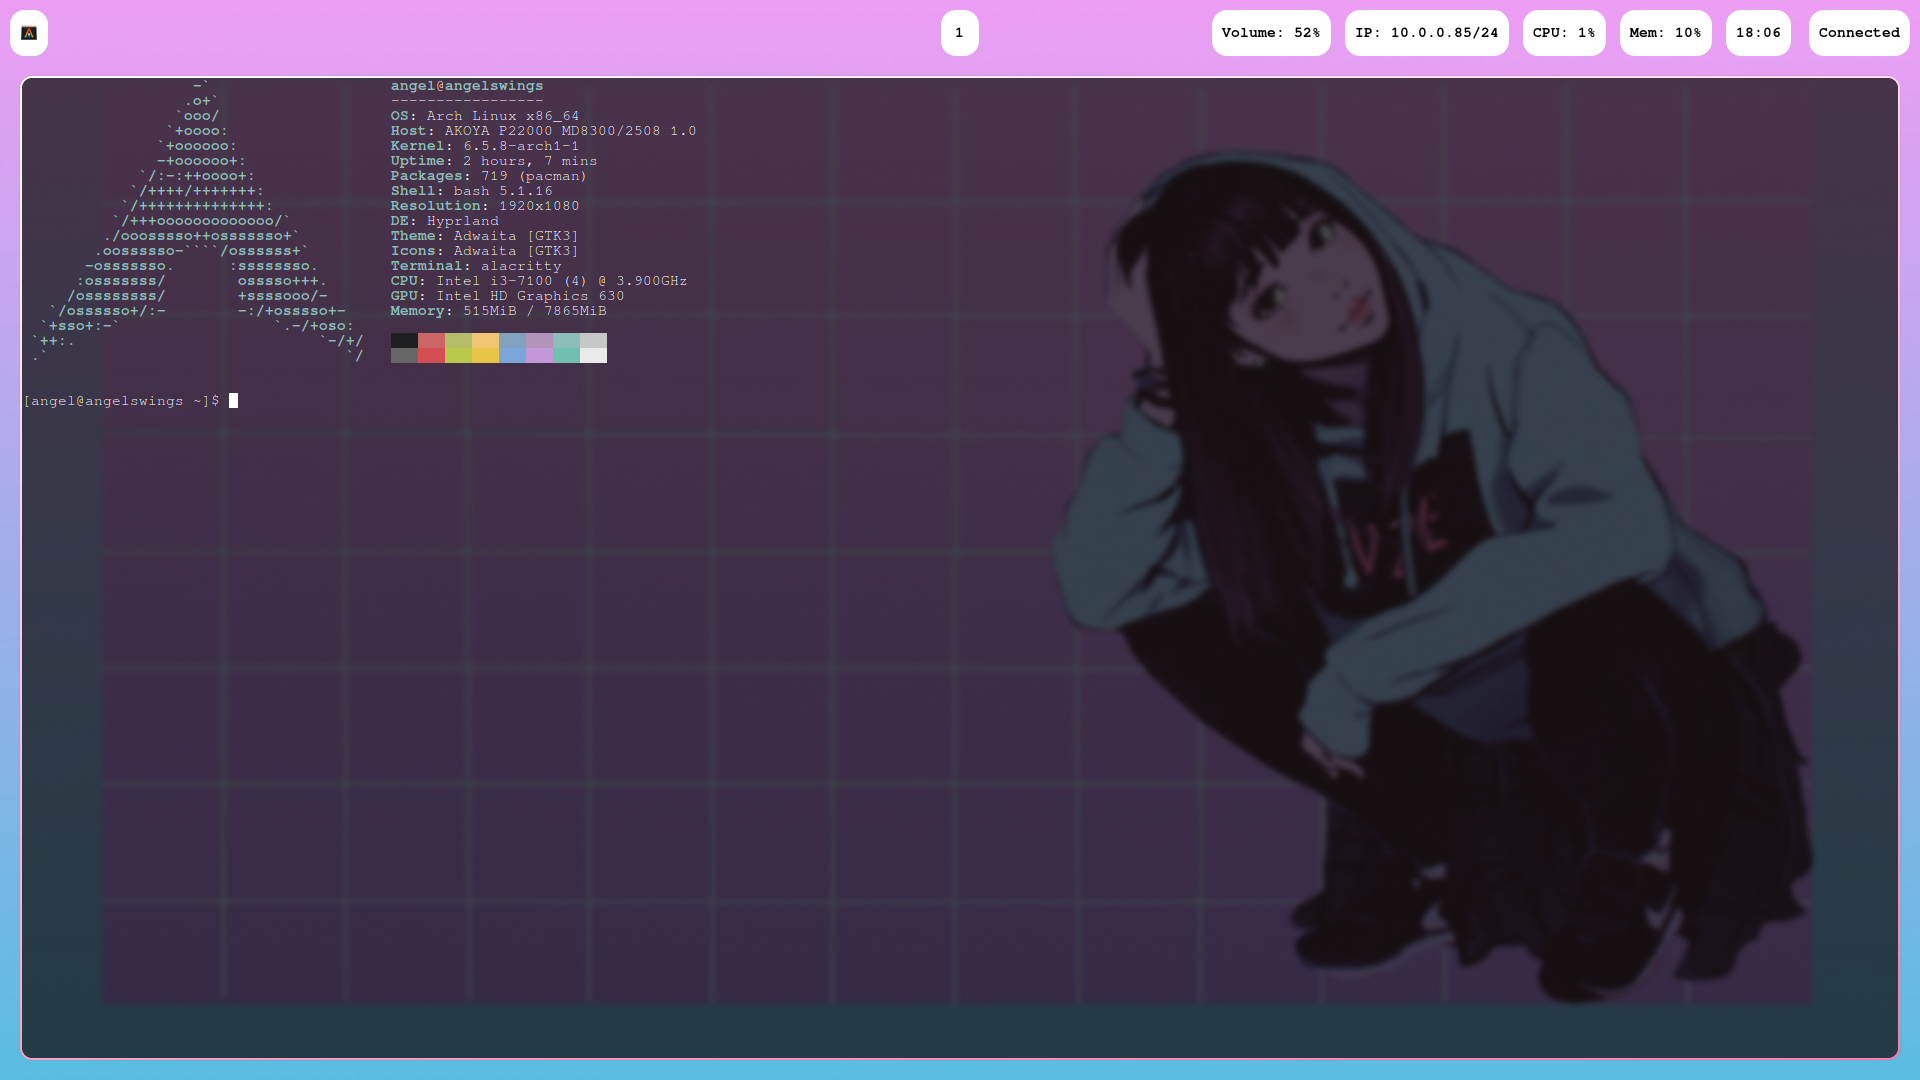 1
Volume: 52%
IP: 10.0.0.85/24
CPU: 1%
Mem: 10%
18:06
Connected
-`
.o+`
`ooo/
`+oooo:
`+oooooo:
-+oooooo+:
`/:-:++oooo+:
`/++++/+++++++:
`/++++++++++++++:
`/+++ooooooooooooo/`
./ooosssso++osssssso+`
.oossssso-````/ossssss+`
-osssssso.      :ssssssso.
:osssssss/        osssso+++.
/ossssssss/        +ssssooo/-
`/ossssso+/:-        -:/+osssso+-
`+sso+:-`                 `.-/+oso:
`++:.                           `-/+/
.`                                 `/
angel@angelswings
-----------------
OS: Arch Linux x86_64
Host: AKOYA P22000 MD8300/2508 1.0
Kernel: 6.5.8-arch1-1
Uptime: 2 hours, 7 mins
Packages: 719 (pacman)
Shell: bash 5.1.16
Resolution: 1920x1080
DE: Hyprland
Theme: Adwaita [GTK3]
Icons: Adwaita [GTK3]
Terminal: alacritty
CPU: Intel i3-7100 (4) @ 3.900GHz
GPU: Intel HD Graphics 630
Memory: 515MiB / 7865MiB
[angel@angelswings ~]$